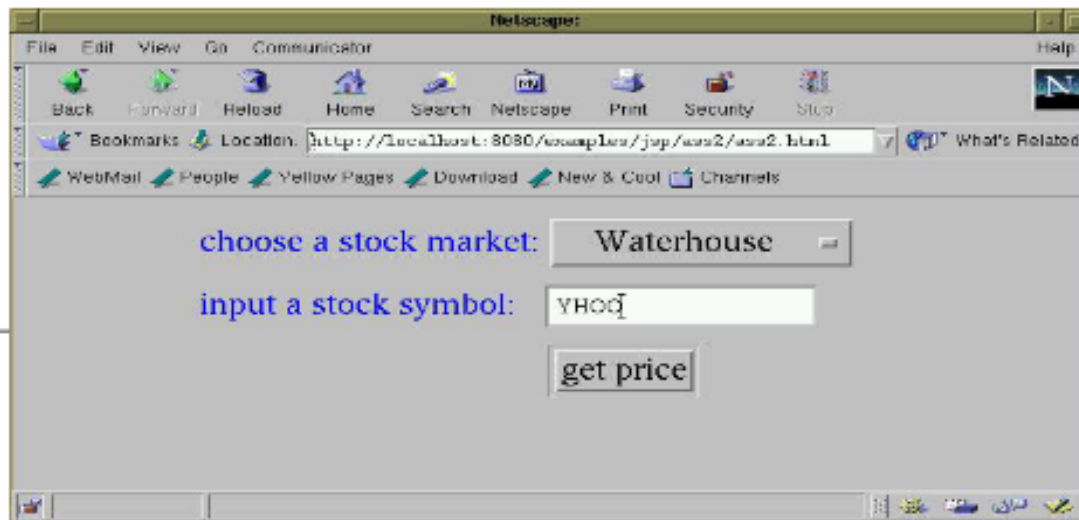 Netscape:
File Edit View Go Communicator Help
Back Forward Reload Home Search Netscape Print Security Stop
Bookmarks Location: http://localhost:8080/examples/jsp/ass2/ass2.html What's Related
WebMail People Yellow Pages Download New & Cool Channels
choose a stock market: Waterhouse
input a stock symbol: YHOO
get price